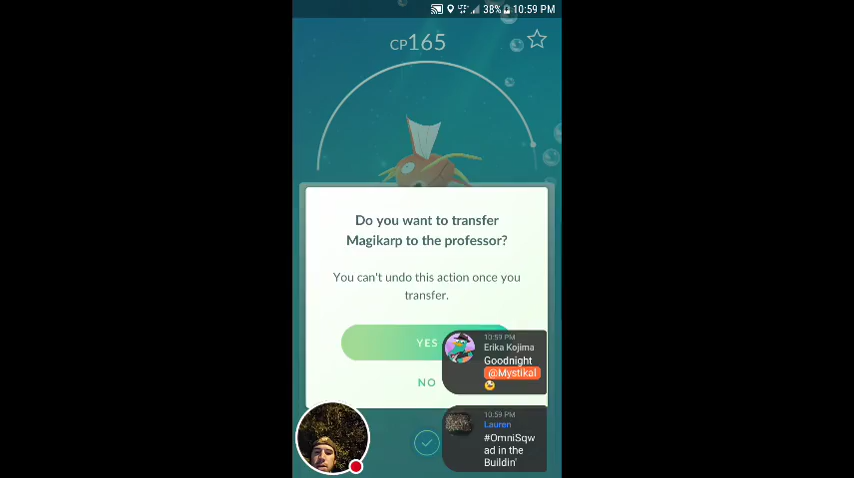 38% 10:59 PM
CP165
Do you want to transfer
Magikarp to the professor?
You can't undo this action once you
transfer.
YES
NO
10:59 PM
Erika Kojima
Goodnight
@Mystikal
10:59 PM
Lauren
#OmniSqw
ad in the
Buildin'